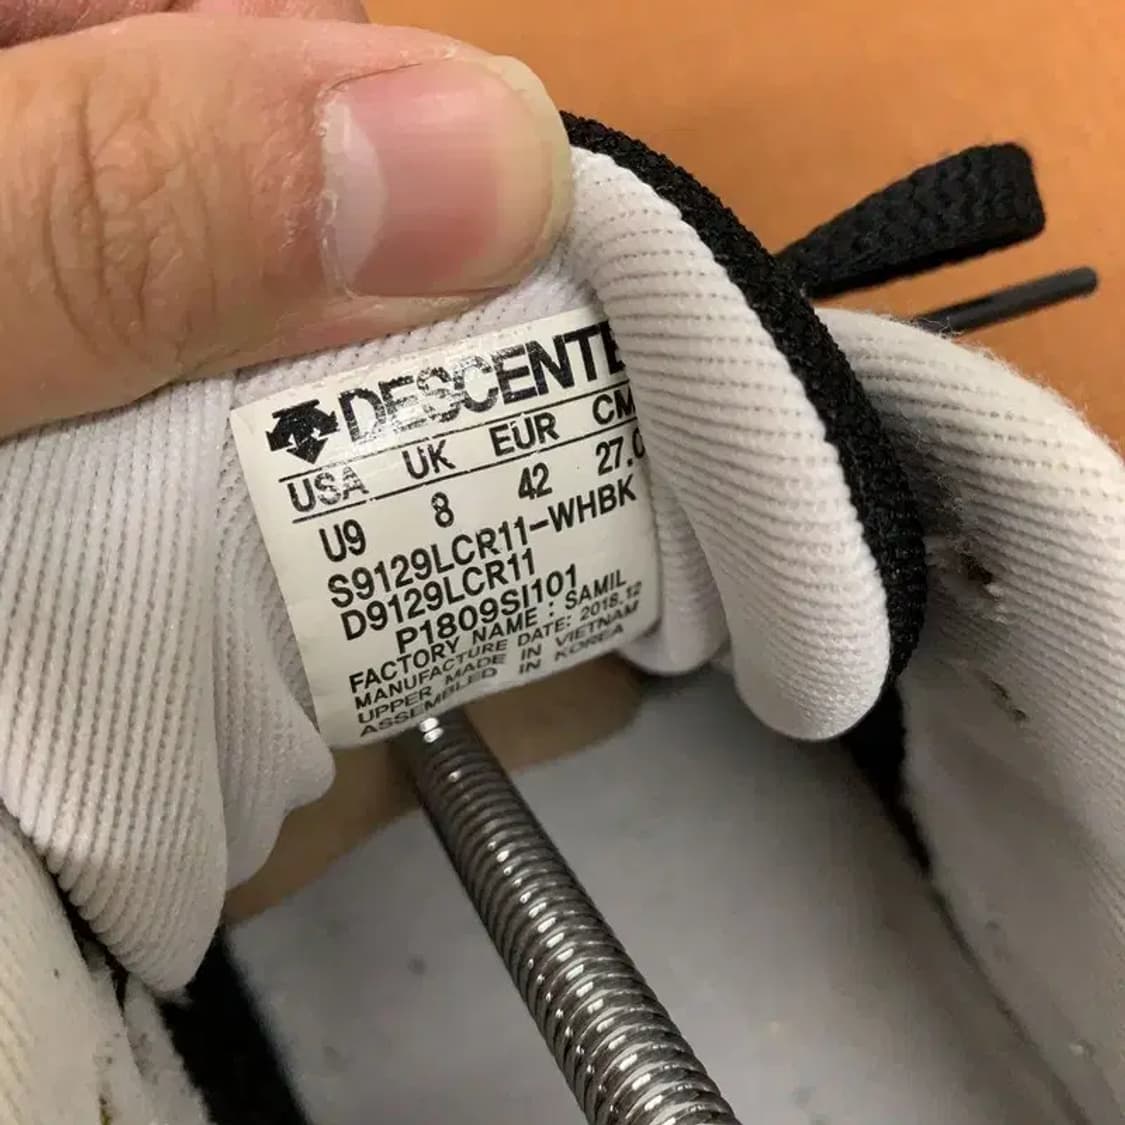 DESCENTE
USA UK EUR CM
U9 8 42 27.0
S9129LCR11-WHBK
D9129LCR11
P1809SI101
FACTORY NAME : SAMIL
MANUFACTURE DATE: 2018.12
UPPER MADE IN VIETNAM
ASSEMBLED IN KOREA